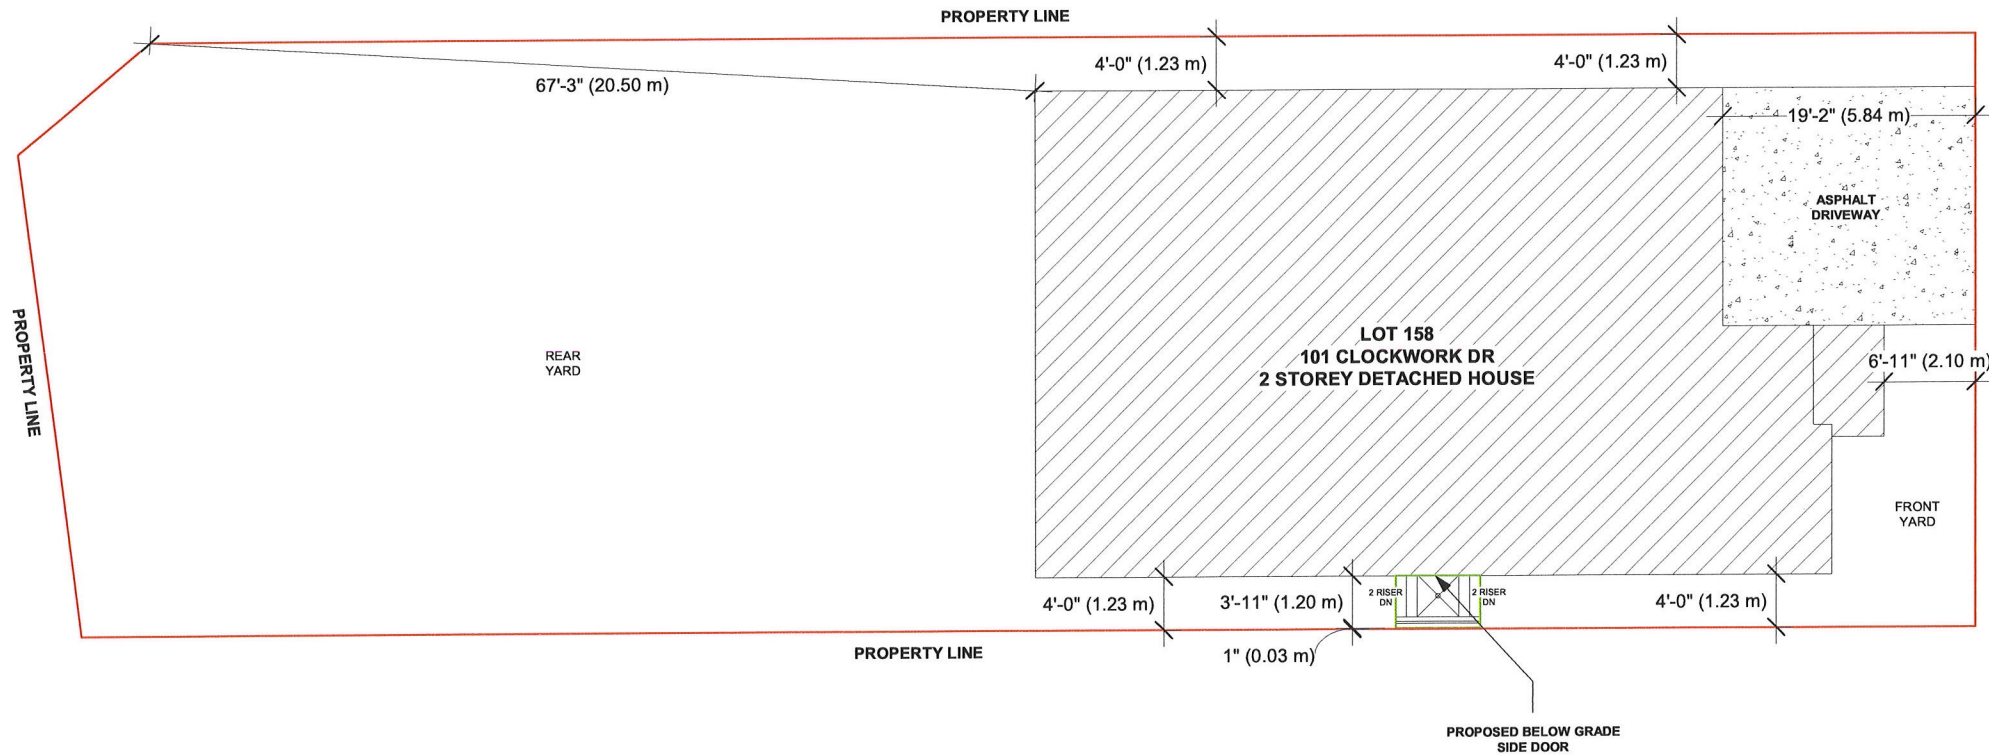 PROPERTY LINE
4'-0" (1.23 m)
4'-0" (1.23 m)
67'-3" (20.50 m)
19'-2" (5.84 m)
ASPHALT
DRIVEWAY
PROPERTY LINE
REAR
YARD
LOT 158
101 CLOCKWORK DR
2 STOREY DETACHED HOUSE
6'-11" (2.10 m)
FRONT
YARD
4'-0" (1.23 m)
3'-11" (1.20 m)
2 RISER
DN
2 RISER
DN
4'-0" (1.23 m)
PROPERTY LINE
1" (0.03 m)
PROPOSED BELOW GRADE
SIDE DOOR